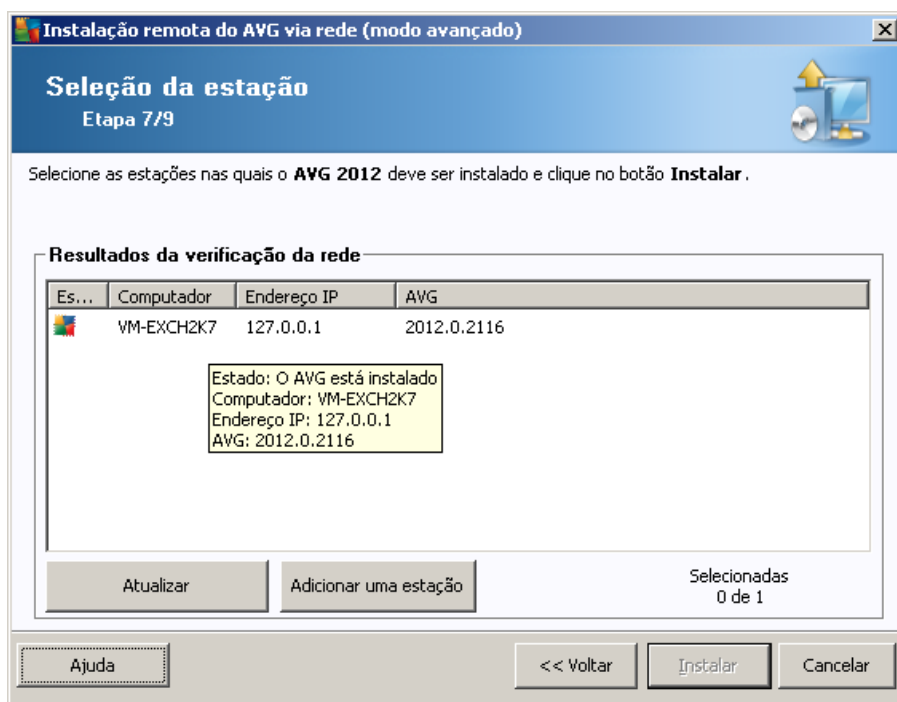 Instalação remota do AVG via rede (modo avançado)
Seleção da estação
Etapa 7/9
Selecione as estações nas quais o AVG 2012 deve ser instalado e clique no botão Instalar.
Resultados da verificação da rede
Es... Computador Endereço IP AVG
VM-EXCH2K7 127.0.0.1 2012.0.2116
Estado: O AVG está instalado
Computador: VM-EXCH2K7
Endereço IP: 127.0.0.1
AVG: 2012.0.2116
Atualizar Adicionar uma estação Selecionadas
0 de 1
Ajuda << Voltar Instalar Cancelar